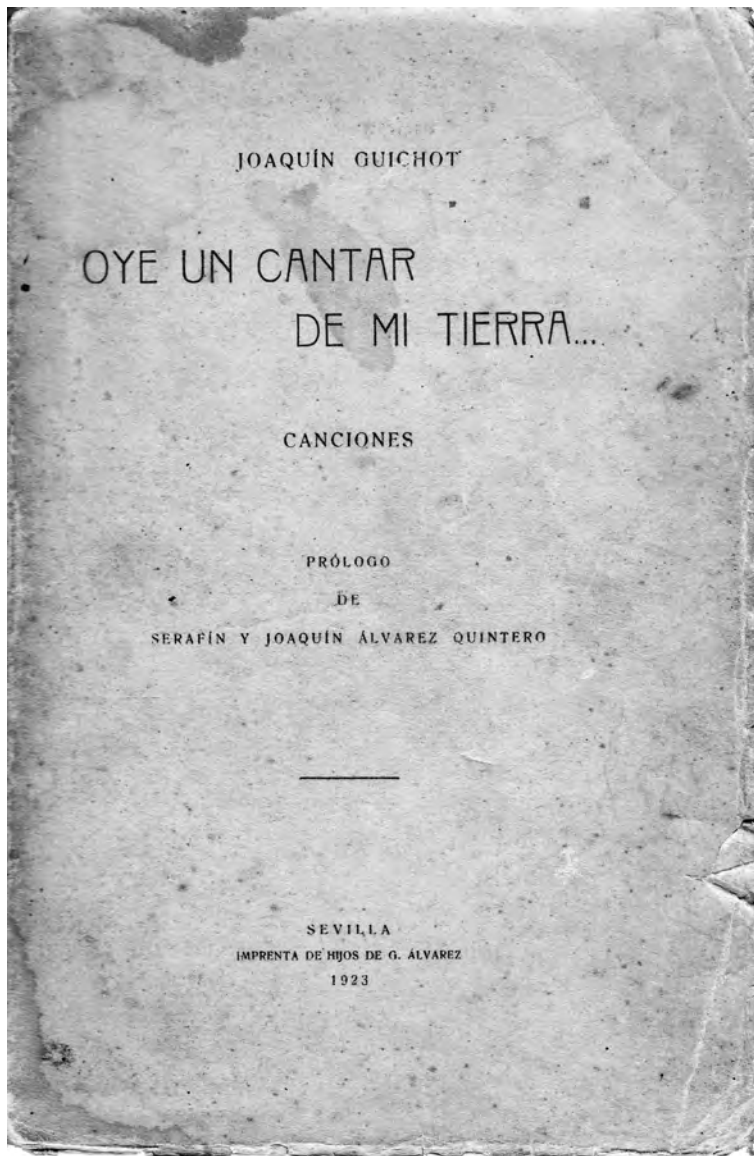 JOAQUÍN GUICHOT
OYE UN CANTAR
DE MI TIERRA...
CANCIONES
PRÓLOGO
DE
SERAFÍN Y JOAQUÍN ÁLVAREZ QUINTERO
SEVILLA
IMPRENTA DE HIJOS DE G. ÁLVAREZ
1923